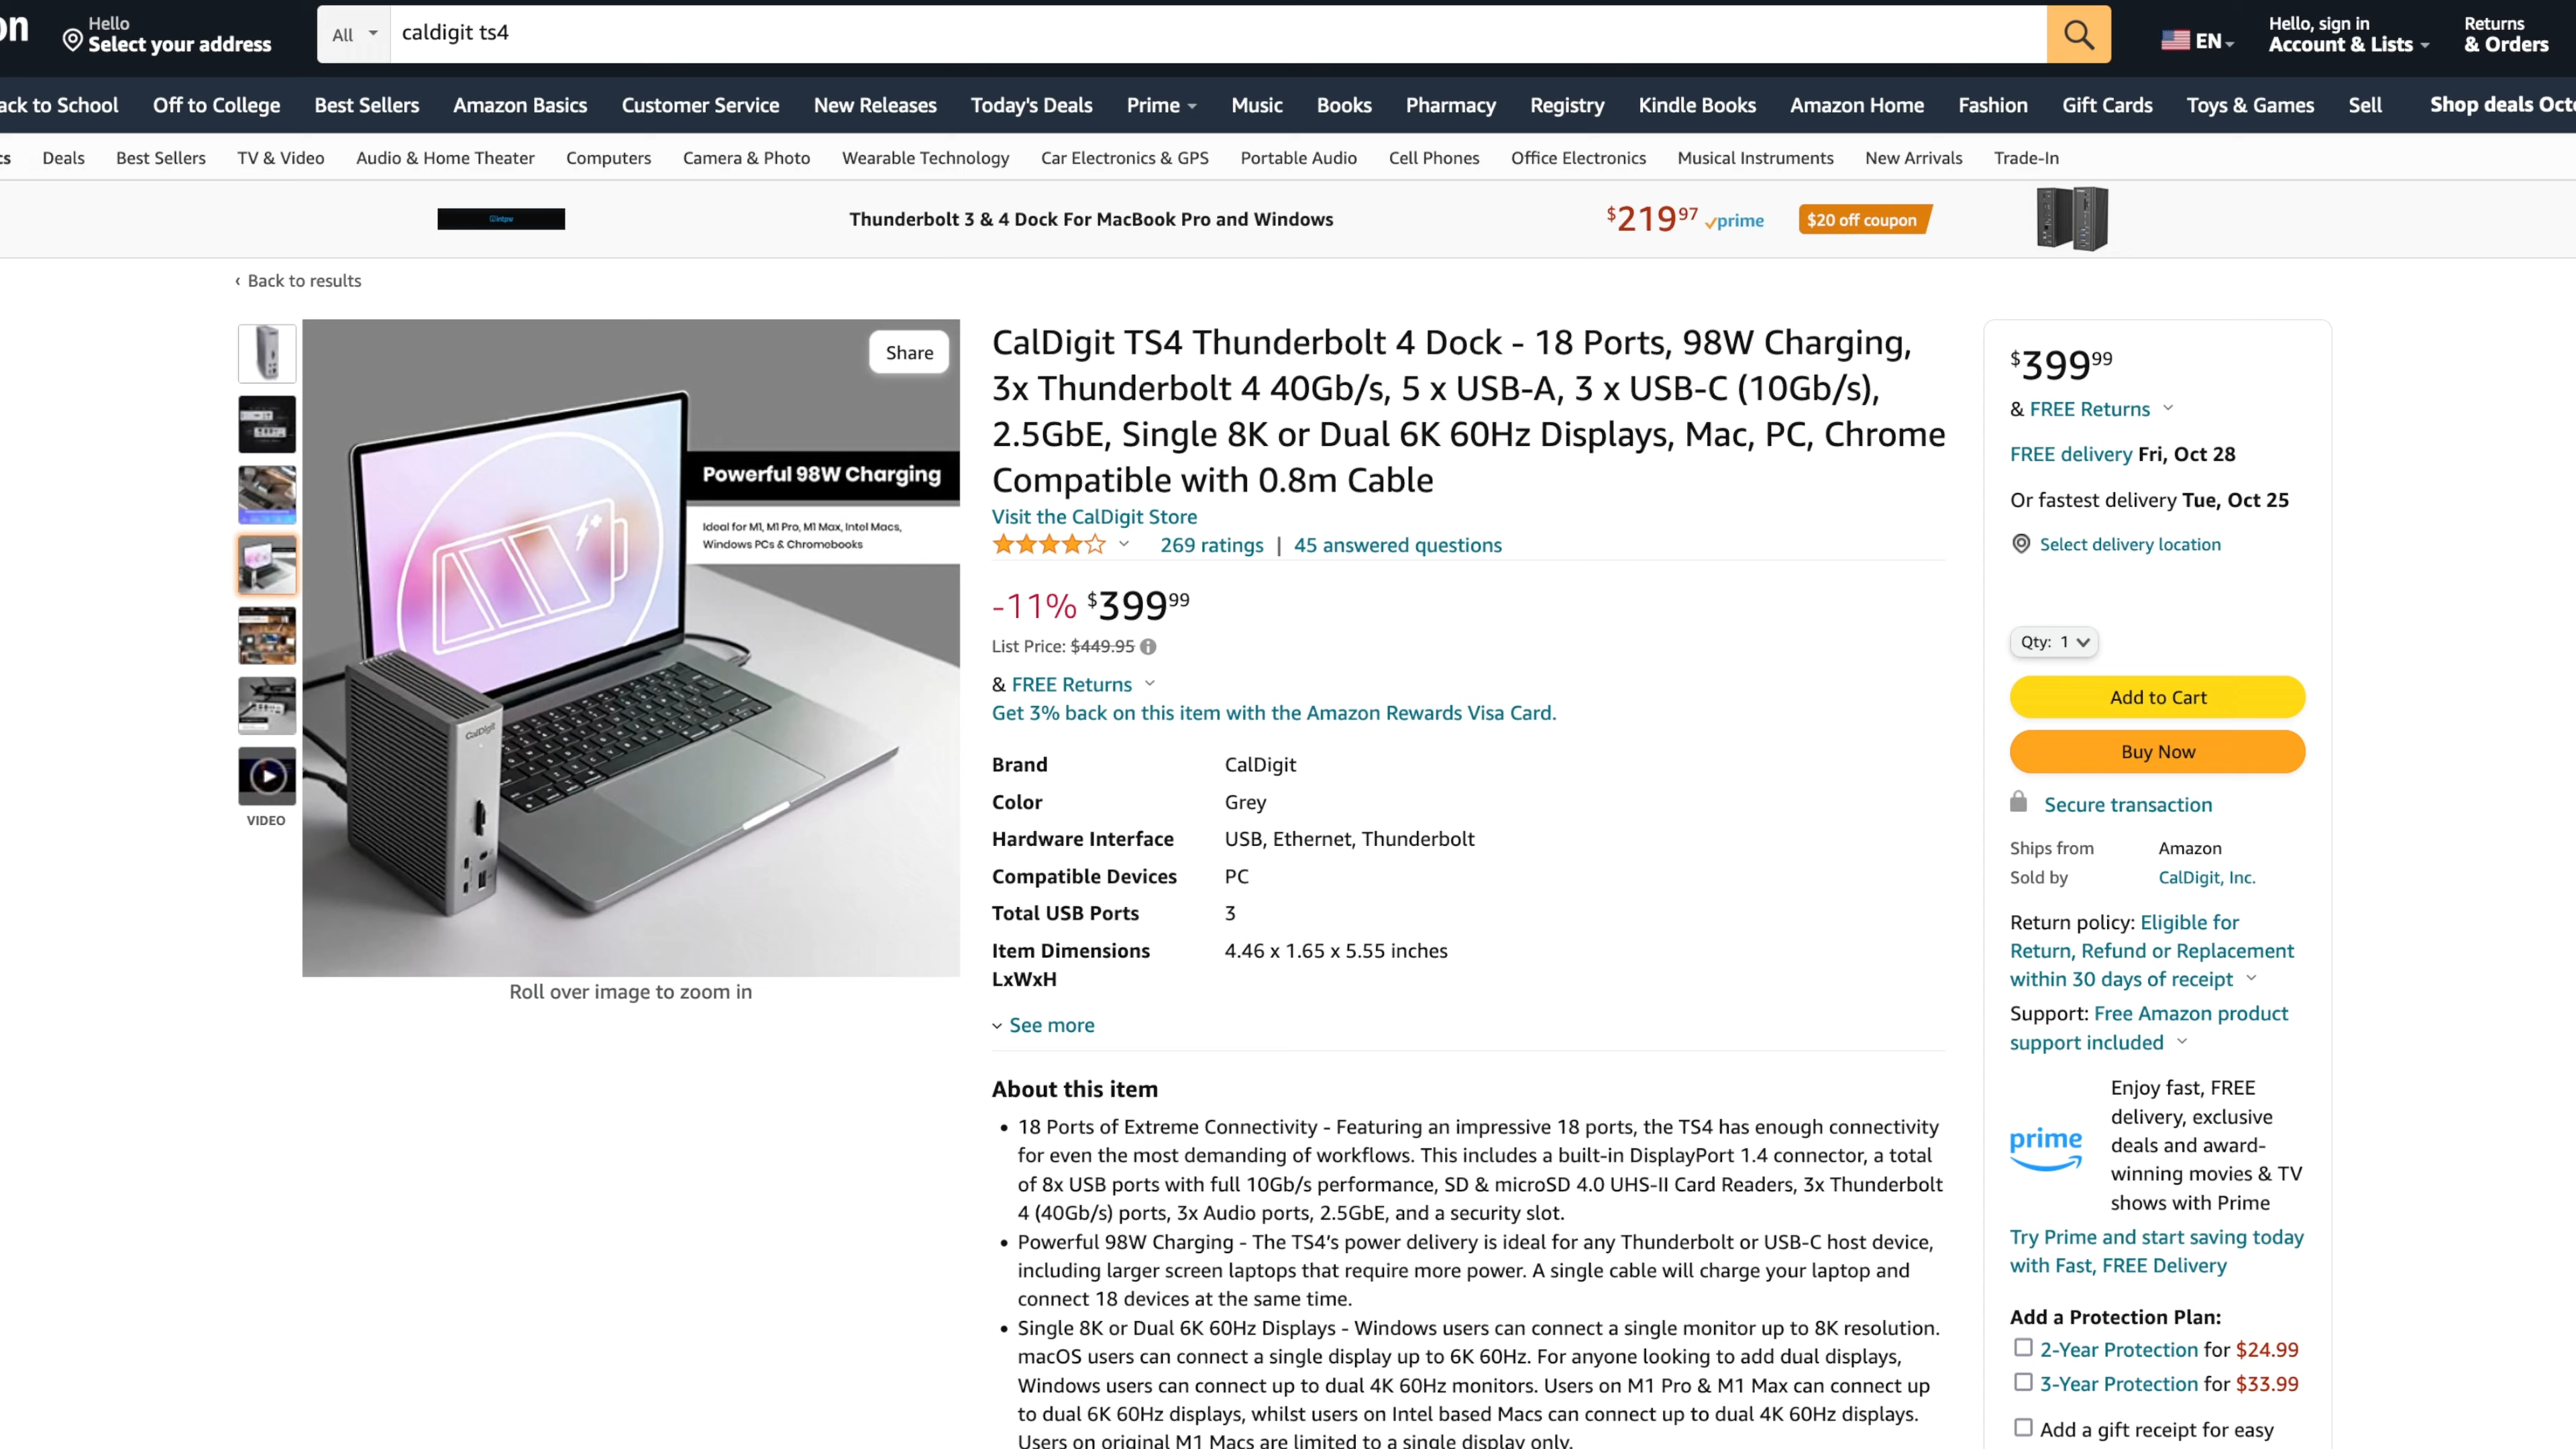 on
Hello
Select your address
All
caldigit ts4
EN
Hello, sign in
Account & Lists
Returns
& Orders
ack to School Off to College Best Sellers Amazon Basics Customer Service New Releases Today's Deals Prime Music Books Pharmacy Registry Kindle Books Amazon Home Fashion Gift Cards Toys & Games Sell Shop deals Octo
cs Deals Best Sellers TV & Video Audio & Home Theater Computers Camera & Photo Wearable Technology Car Electronics & GPS Portable Audio Cell Phones Office Electronics Musical Instruments New Arrivals Trade-In
intpw
Thunderbolt 3 & 4 Dock For MacBook Pro and Windows
$219 97 prime
$20 off coupon
‹ Back to results
Share
Powerful 98W Charging
Ideal for M1, M1 Pro, M1 Max, Intel Macs,
Windows PCs & Chromebooks
CalDigit
VIDEO
Roll over image to zoom in
CalDigit TS4 Thunderbolt 4 Dock - 18 Ports, 98W Charging,
3x Thunderbolt 4 40Gb/s, 5 x USB-A, 3 x USB-C (10Gb/s),
2.5GbE, Single 8K or Dual 6K 60Hz Displays, Mac, PC, Chrome
Compatible with 0.8m Cable
Visit the CalDigit Store
269 ratings | 45 answered questions
-11% $399 99
List Price: $449.95
& FREE Returns
Get 3% back on this item with the Amazon Rewards Visa Card.
Brand CalDigit
Color Grey
Hardware Interface USB, Ethernet, Thunderbolt
Compatible Devices PC
Total USB Ports 3
Item Dimensions 4.46 x 1.65 x 5.55 inches
LxWxH
See more
About this item
• 18 Ports of Extreme Connectivity - Featuring an impressive 18 ports, the TS4 has enough connectivity
for even the most demanding of workflows. This includes a built-in DisplayPort 1.4 connector, a total
of 8x USB ports with full 10Gb/s performance, SD & microSD 4.0 UHS-II Card Readers, 3x Thunderbolt
4 (40Gb/s) ports, 3x Audio ports, 2.5GbE, and a security slot.
• Powerful 98W Charging - The TS4's power delivery is ideal for any Thunderbolt or USB-C host device,
including larger screen laptops that require more power. A single cable will charge your laptop and
connect 18 devices at the same time.
• Single 8K or Dual 6K 60Hz Displays - Windows users can connect a single monitor up to 8K resolution.
macOS users can connect a single display up to 6K 60Hz. For anyone looking to add dual displays,
Windows users can connect up to dual 4K 60Hz monitors. Users on M1 Pro & M1 Max can connect up
to dual 6K 60Hz displays, whilst users on Intel based Macs can connect up to dual 4K 60Hz displays.
Users on original M1 Macs are limited to a single display only.
$399 99
& FREE Returns
FREE delivery Fri, Oct 28
Or fastest delivery Tue, Oct 25
Select delivery location
Qty: 1
Add to Cart
Buy Now
Secure transaction
Ships from Amazon
Sold by CalDigit, Inc.
Return policy: Eligible for
Return, Refund or Replacement
within 30 days of receipt
Support: Free Amazon product
support included
prime
Enjoy fast, FREE
delivery, exclusive
deals and award-
winning movies & TV
shows with Prime
Try Prime and start saving today
with Fast, FREE Delivery
Add a Protection Plan:
2-Year Protection for $24.99
3-Year Protection for $33.99
Add a gift receipt for easy